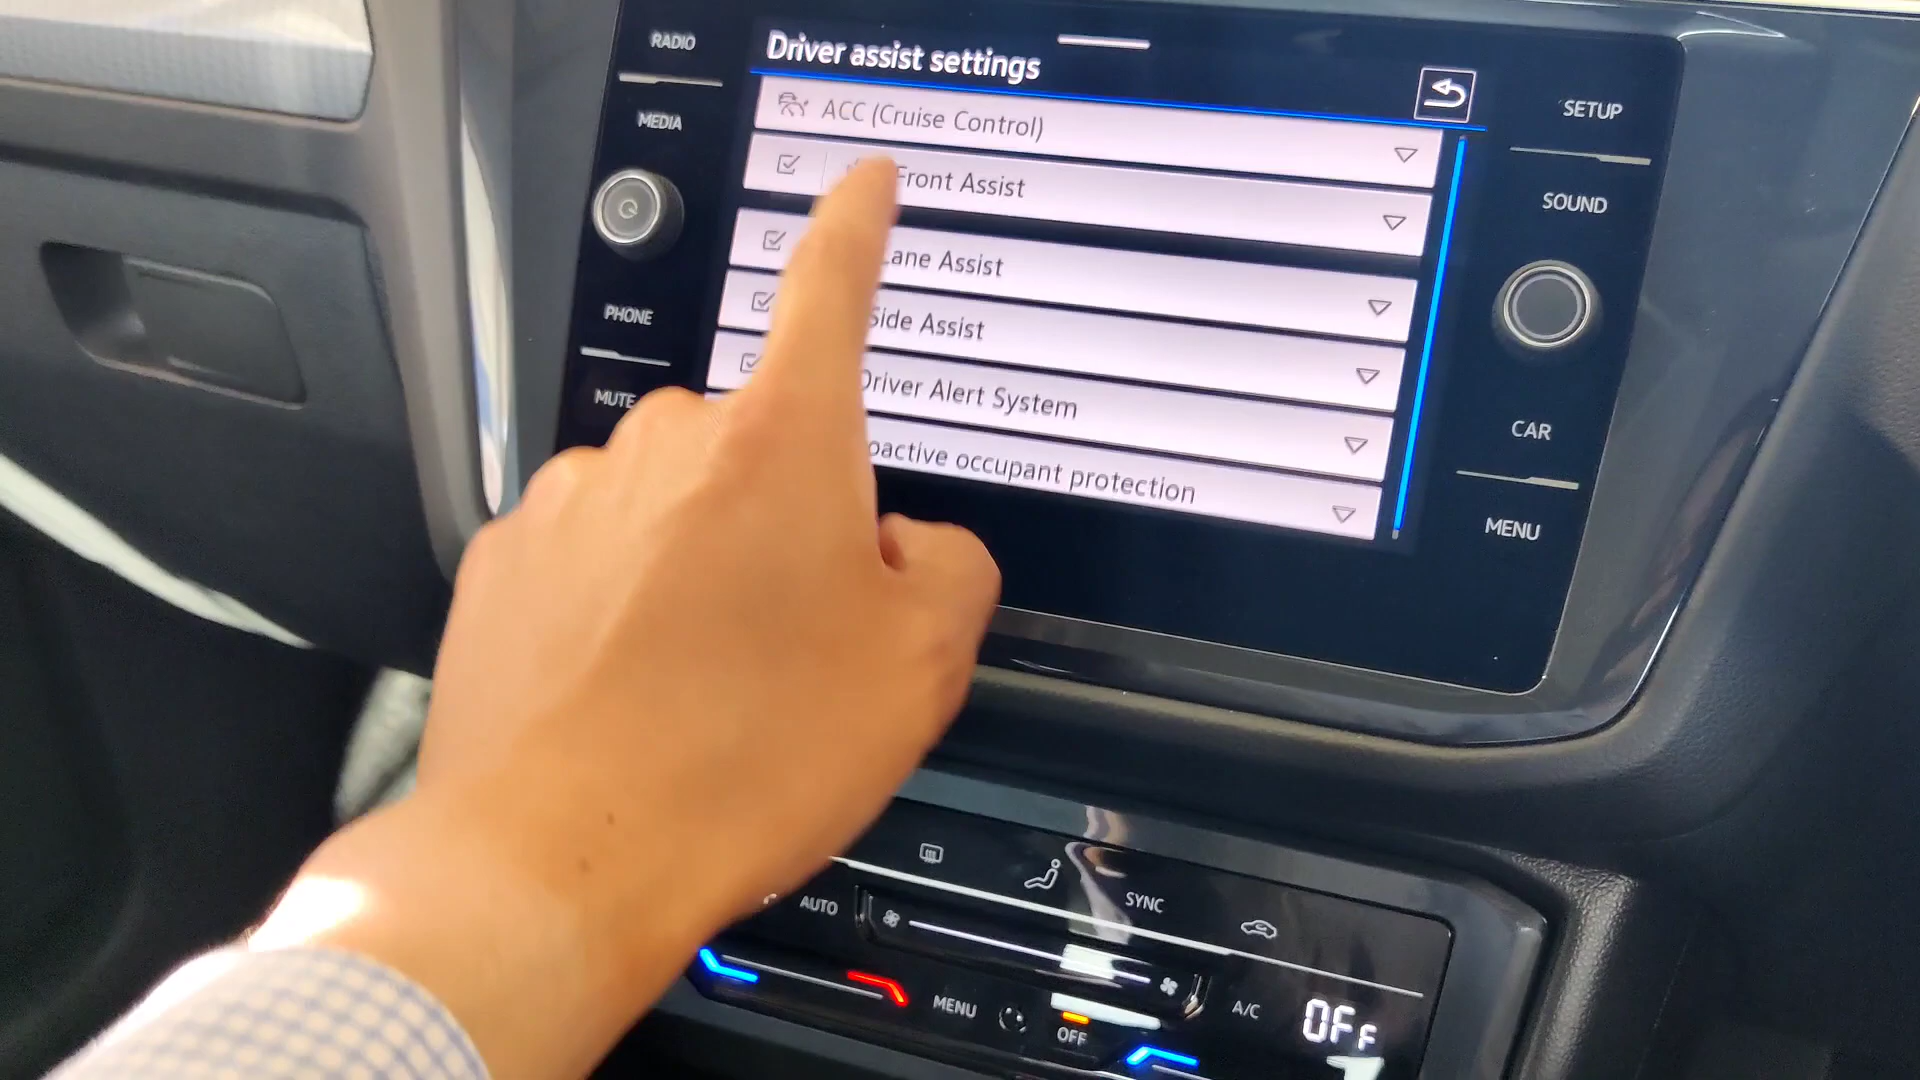 RADIO
MEDIA
PHONE
MUTE
Driver assist settings
ACC (Cruise Control)
Front Assist
Lane Assist
Side Assist
Driver Alert System
oactive occupant protection
SETUP
SOUND
CAR
MENU
AUTO
SYNC
MENU
OFF
A/C
OFF